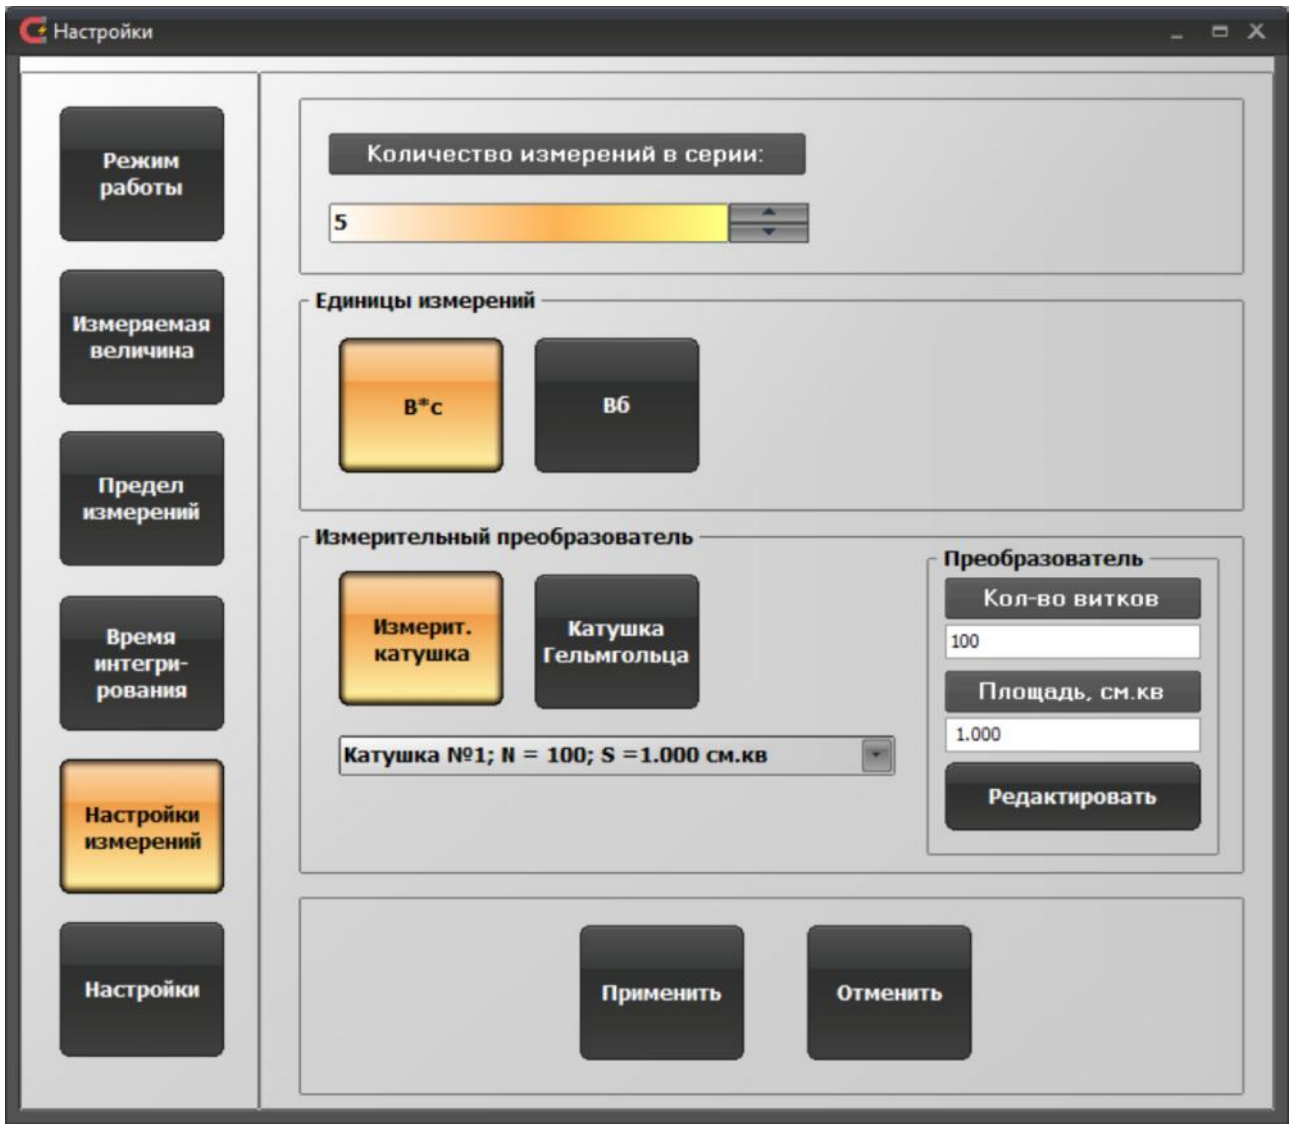 Настройки
Режим
работы
Измеряемая
величина
Предел
измерений
Время
интегри-
рования
Настройки
измерений
Настройки
Количество измерений в серии:
5
Единицы измерений
В*с
Вб
Измерительный преобразователь
Измерит.
катушка
Катушка
Гельмгольца
Катушка №1; N = 100; S =1.000 см.кв
Преобразователь
Кол-во витков
100
Площадь, см.кв
1.000
Редактировать
Применить
Отменить